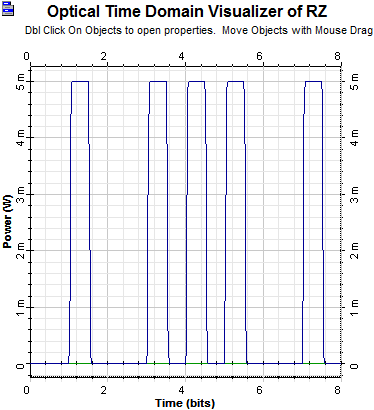 Optical Time Domain Visualizer of RZ
Dbl Click On Objects to open properties.  Move Objects with Mouse Drag
0 2 4 6 8
5 m 5 m
4 m 4 m
3 m 3 m
2 m 2 m
1 m 1 m
0 0
Power (W)
0 2 4 6 8
Time (bits)